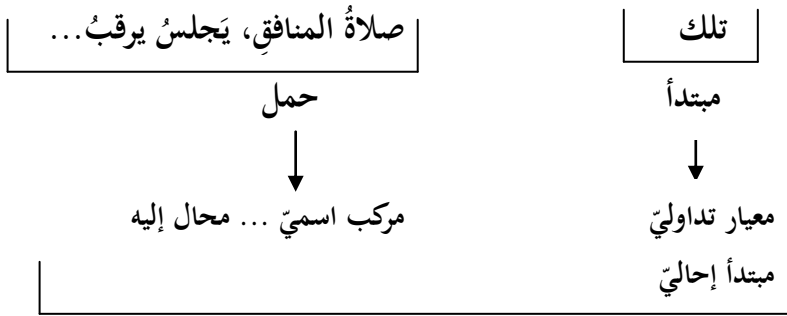 تلك صلاةُ المنافقِ، يَجلسُ يرقبُ...
مبتدأ حمل
معيار تداوليّ مركب اسميّ ... محال إليه
مبتدأ إحاليّ